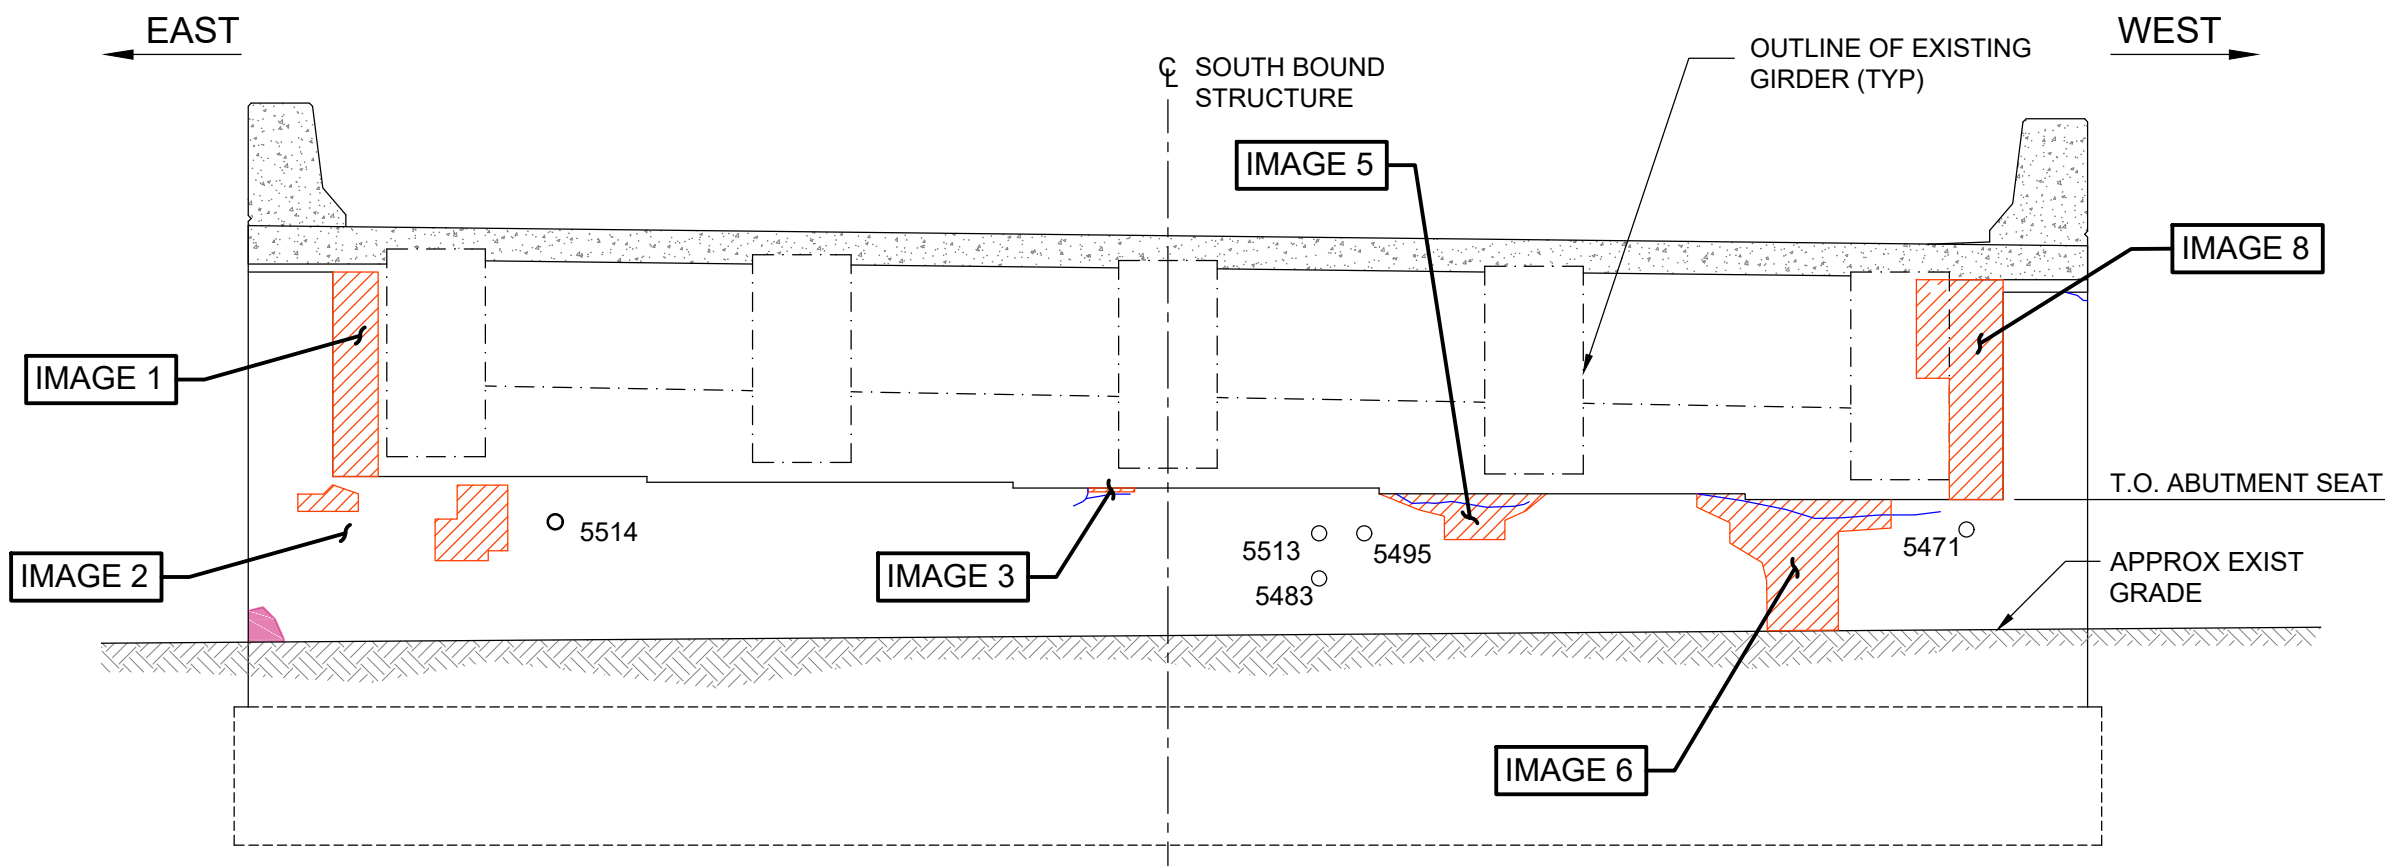 EAST
WEST
℄ SOUTH BOUND
STRUCTURE
OUTLINE OF EXISTING
GIRDER (TYP)
IMAGE 5
IMAGE 8
IMAGE 1
T.O. ABUTMENT SEAT
5514
5513
5495
5471
5483
IMAGE 2
IMAGE 3
APPROX EXIST
GRADE
IMAGE 6